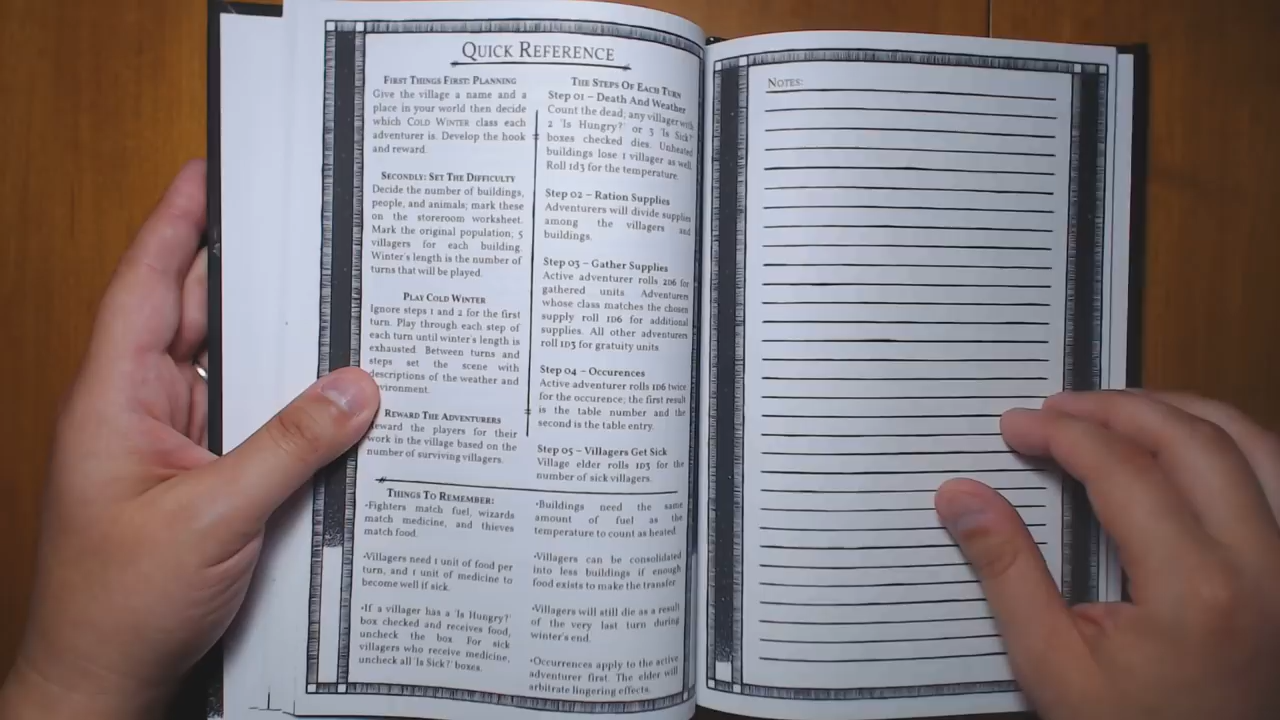 QUICK REFERENCE
FIRST THINGS FIRST: PLANNING
Give the village a name and a
place in your world then decide
which COLD WINTER class each
adventurer is. Develop the hook
and reward.
SECONDLY: SET THE DIFFICULTY
Decide the number of buildings,
people, and animals; mark these
on the storeroom worksheet.
Mark the original population; 5
villagers for each building.
Winter's length is the number of
turns that will be played.
PLAY COLD WINTER
Ignore steps 1 and 2 for the first
turn. Play through each step of
each turn until winter's length is
exhausted. Between turns and
steps set the scene with
descriptions of the weather and
environment.
REWARD THE ADVENTURERS
Reward the players for their
work in the village based on the
number of surviving villagers.
THE STEPS OF EACH TURN
Step 01 – Death And Weather
Count the dead; any villager with
2 'Is Hungry?' or 3 'Is Sick?'
boxes checked dies. Unheated
buildings lose 1 villager as well.
Roll 1d3 for the temperature.
Step 02 – Ration Supplies
Adventurers will divide supplies
among the villagers and
buildings.
Step 03 – Gather Supplies
Active adventurer rolls 2D6 for
gathered units. Adventurers
whose class matches the chosen
supply roll 1D6 for additional
supplies. All other adventurers
roll 1D3 for gratuity units.
Step 04 – Occurences
Active adventurer rolls 1D6 twice
for the occurence; the first result
is the table number and the
second is the table entry.
Step 05 – Villagers Get Sick
Village elder rolls 1D3 for the
number of sick villagers.
THINGS TO REMEMBER:
•Fighters match fuel, wizards
match medicine, and thieves
match food.
•Villagers need 1 unit of food per
turn, and 1 unit of medicine to
become well if sick.
•If a villager has a 'Is Hungry?'
box checked and receives food,
uncheck the box. For sick
villagers who receive medicine,
uncheck all 'Is Sick?' boxes.
•Buildings need the same
amount of fuel as the
temperature to count as heated.
•Villagers can be consolidated
into less buildings if enough
food exists to make the transfer.
•Villagers will still die as a result
of the very last turn during
winter's end.
•Occurrences apply to the active
adventurer first. The elder will
arbitrate lingering effects.
NOTES: